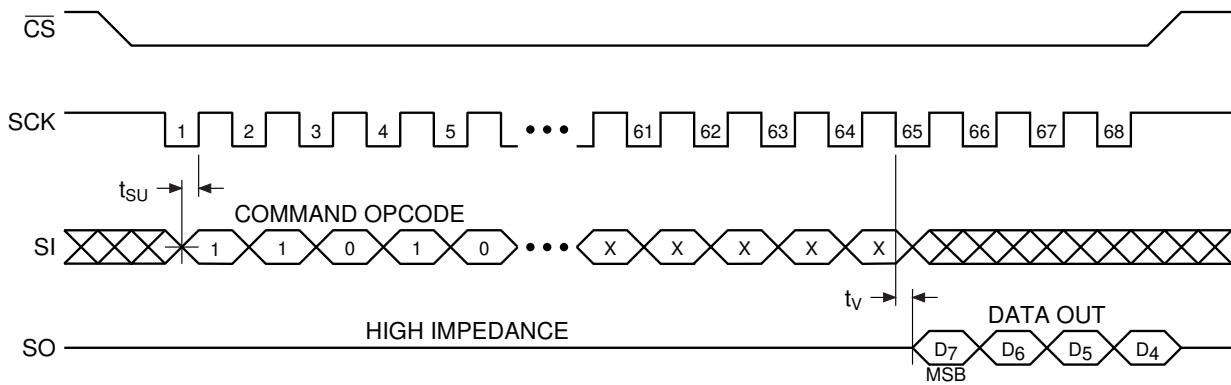 CS
SCK 1 2 3 4 5 ••• 61 62 63 64 65 66 67 68
tSU
COMMAND OPCODE
SI 1 1 0 1 0 ••• X X X X X
tV
HIGH IMPEDANCE DATA OUT
SO D7 D6 D5 D4
MSB